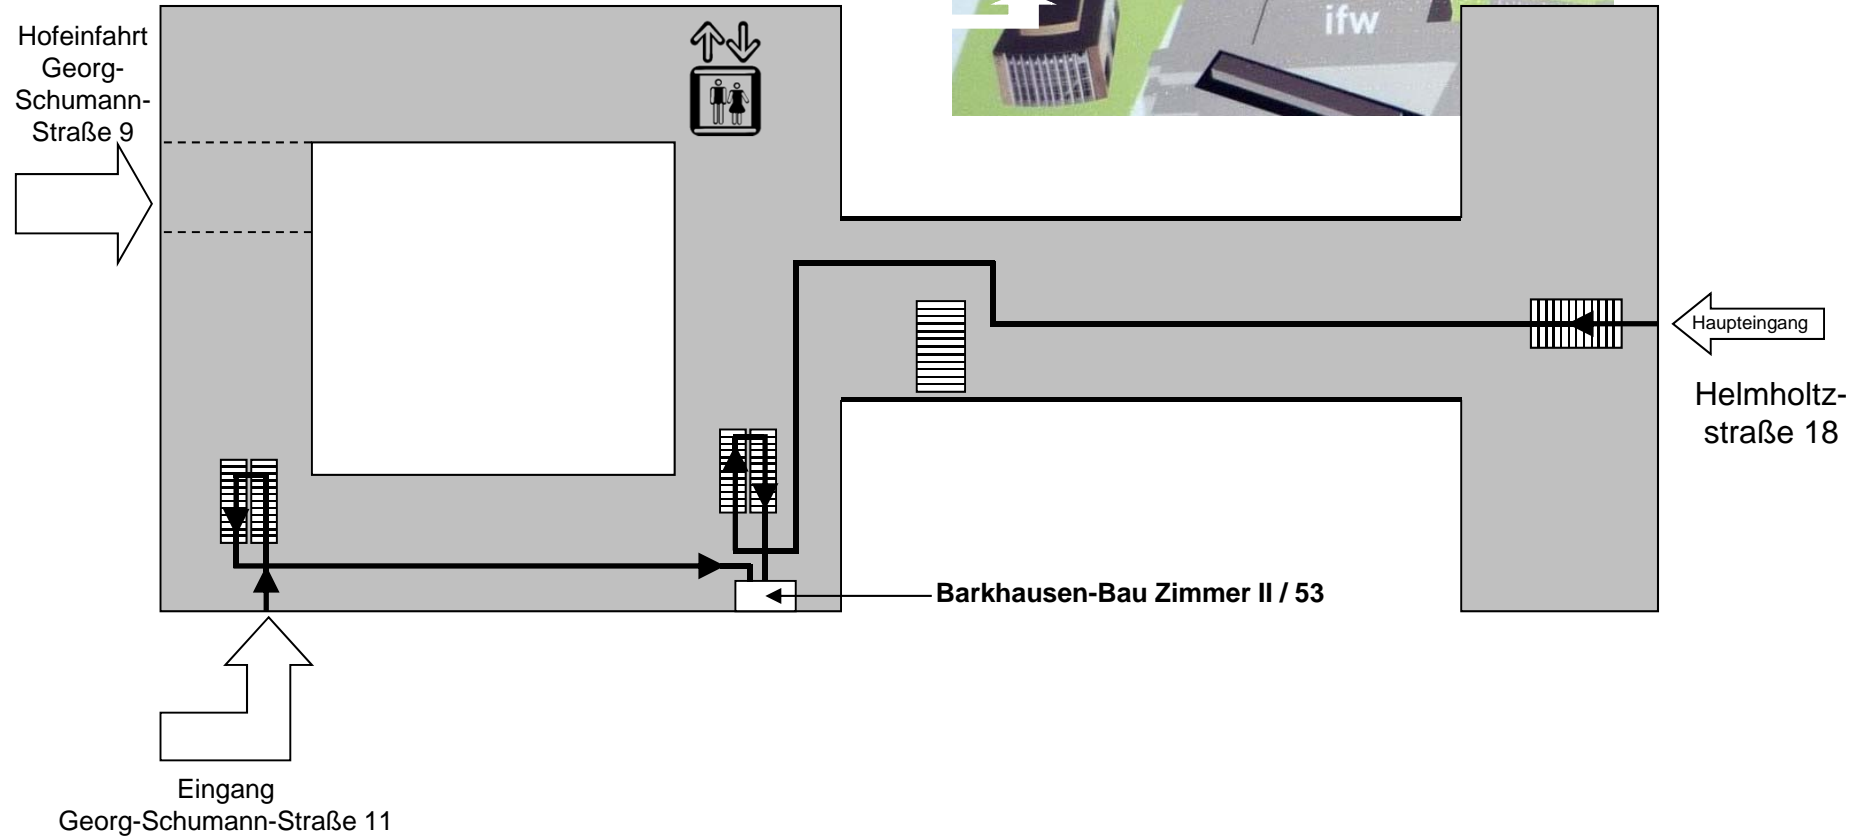 Hofeinfahrt
Georg-
Schumann-
Straße 9
ifw
Haupteingang
Helmholtz-
straße 18
Barkhausen-Bau Zimmer II / 53
Eingang
Georg-Schumann-Straße 11